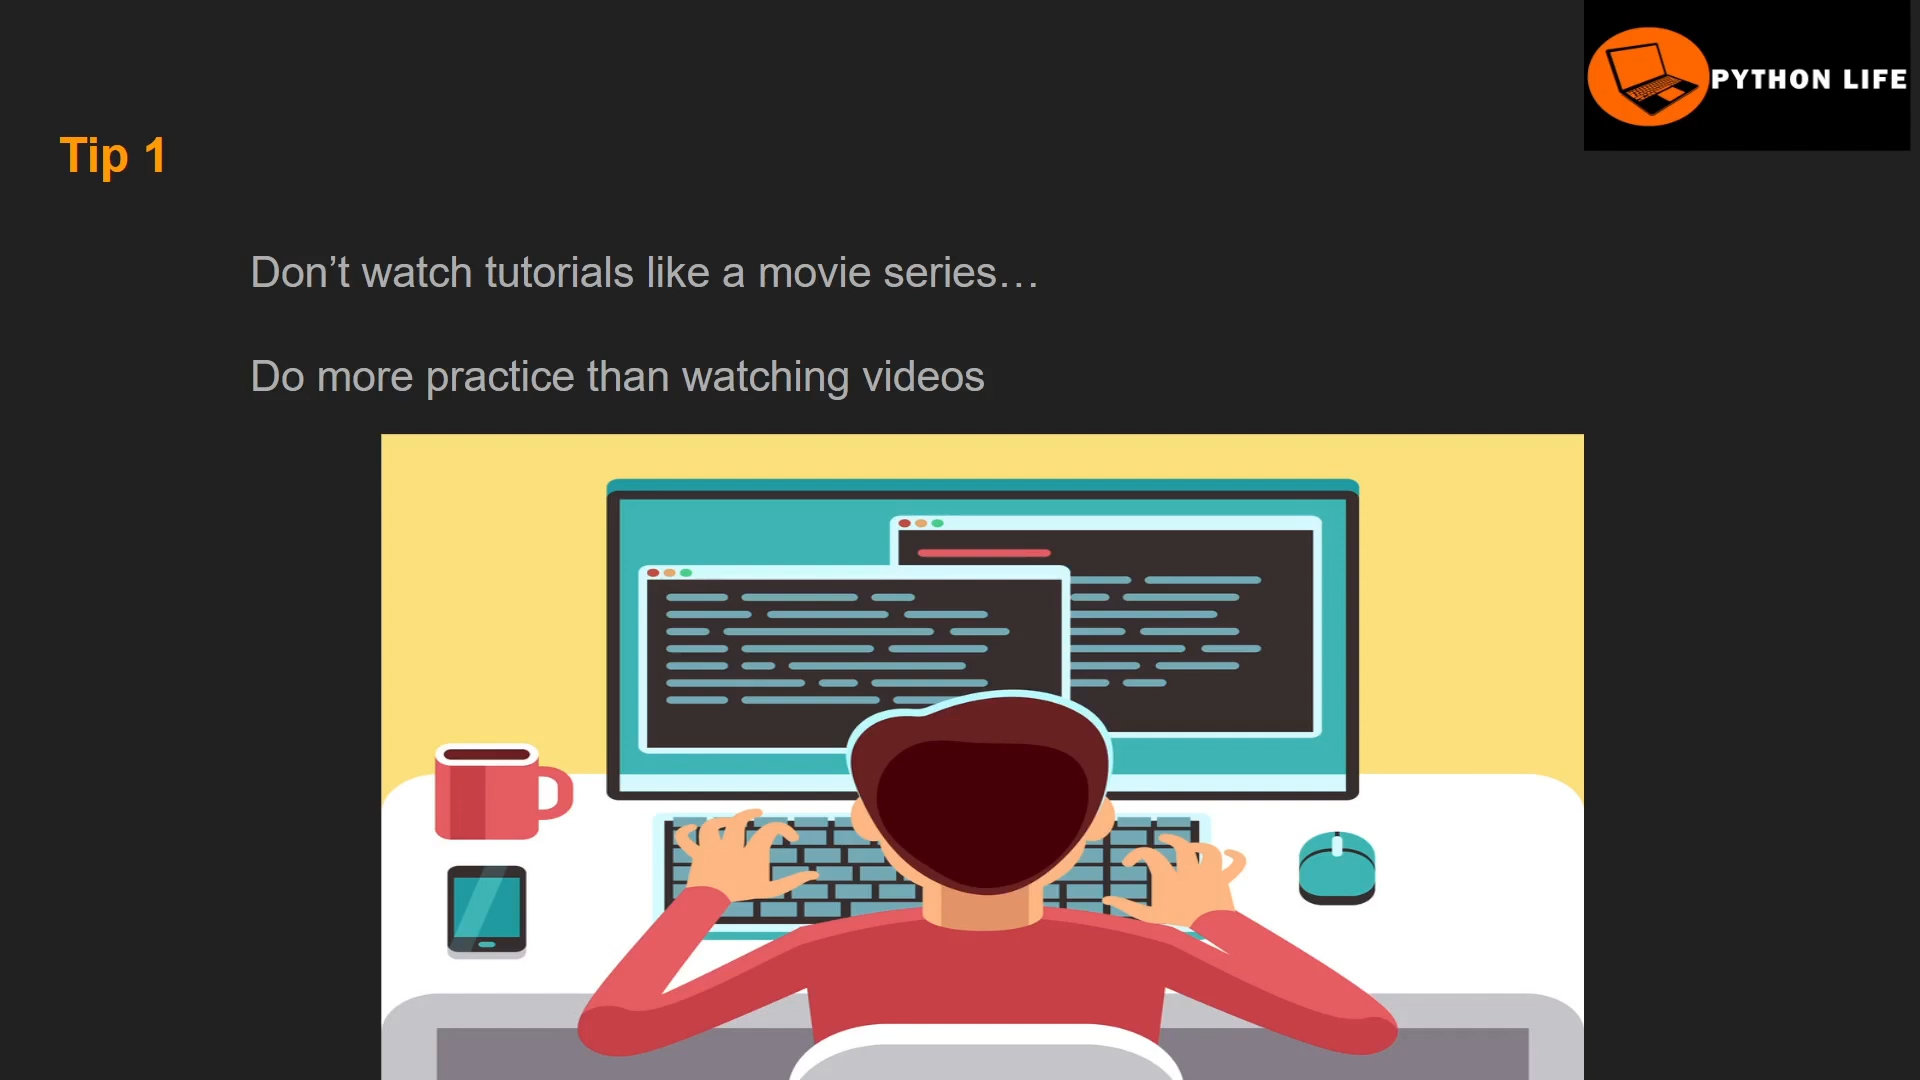 PYTHON LIFE
Tip 1
Don’t watch tutorials like a movie series…
Do more practice than watching videos